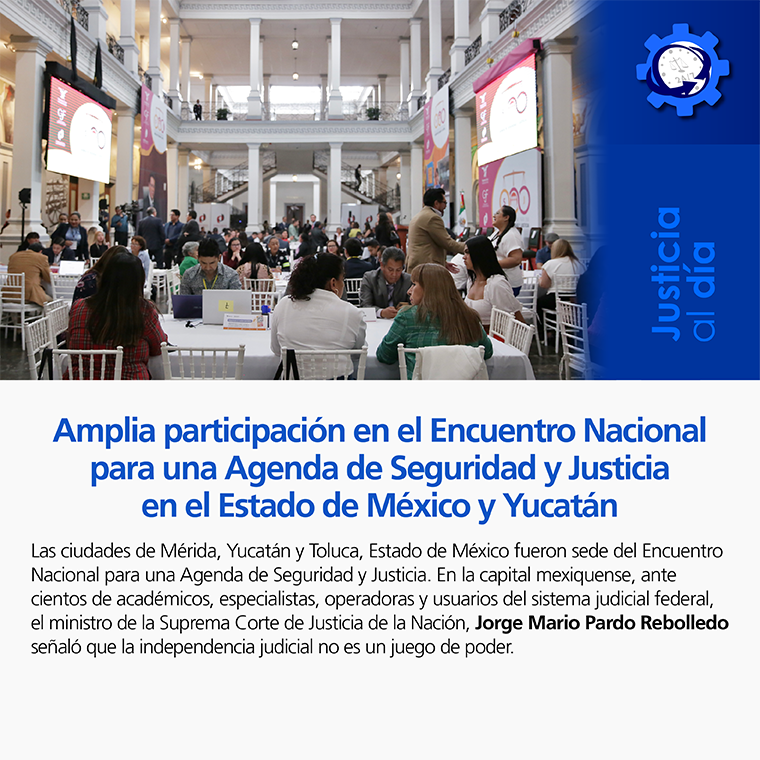 Justicia
al día
Amplia participación en el Encuentro Nacional
para una Agenda de Seguridad y Justicia
en el Estado de México y Yucatán
Las ciudades de Mérida, Yucatán y Toluca, Estado de México fueron sede del Encuentro
Nacional para una Agenda de Seguridad y Justicia. En la capital mexiquense, ante
cientos de académicos, especialistas, operadoras y usuarios del sistema judicial federal,
el ministro de la Suprema Corte de Justicia de la Nación, Jorge Mario Pardo Rebolledo
señaló que la independencia judicial no es un juego de poder.